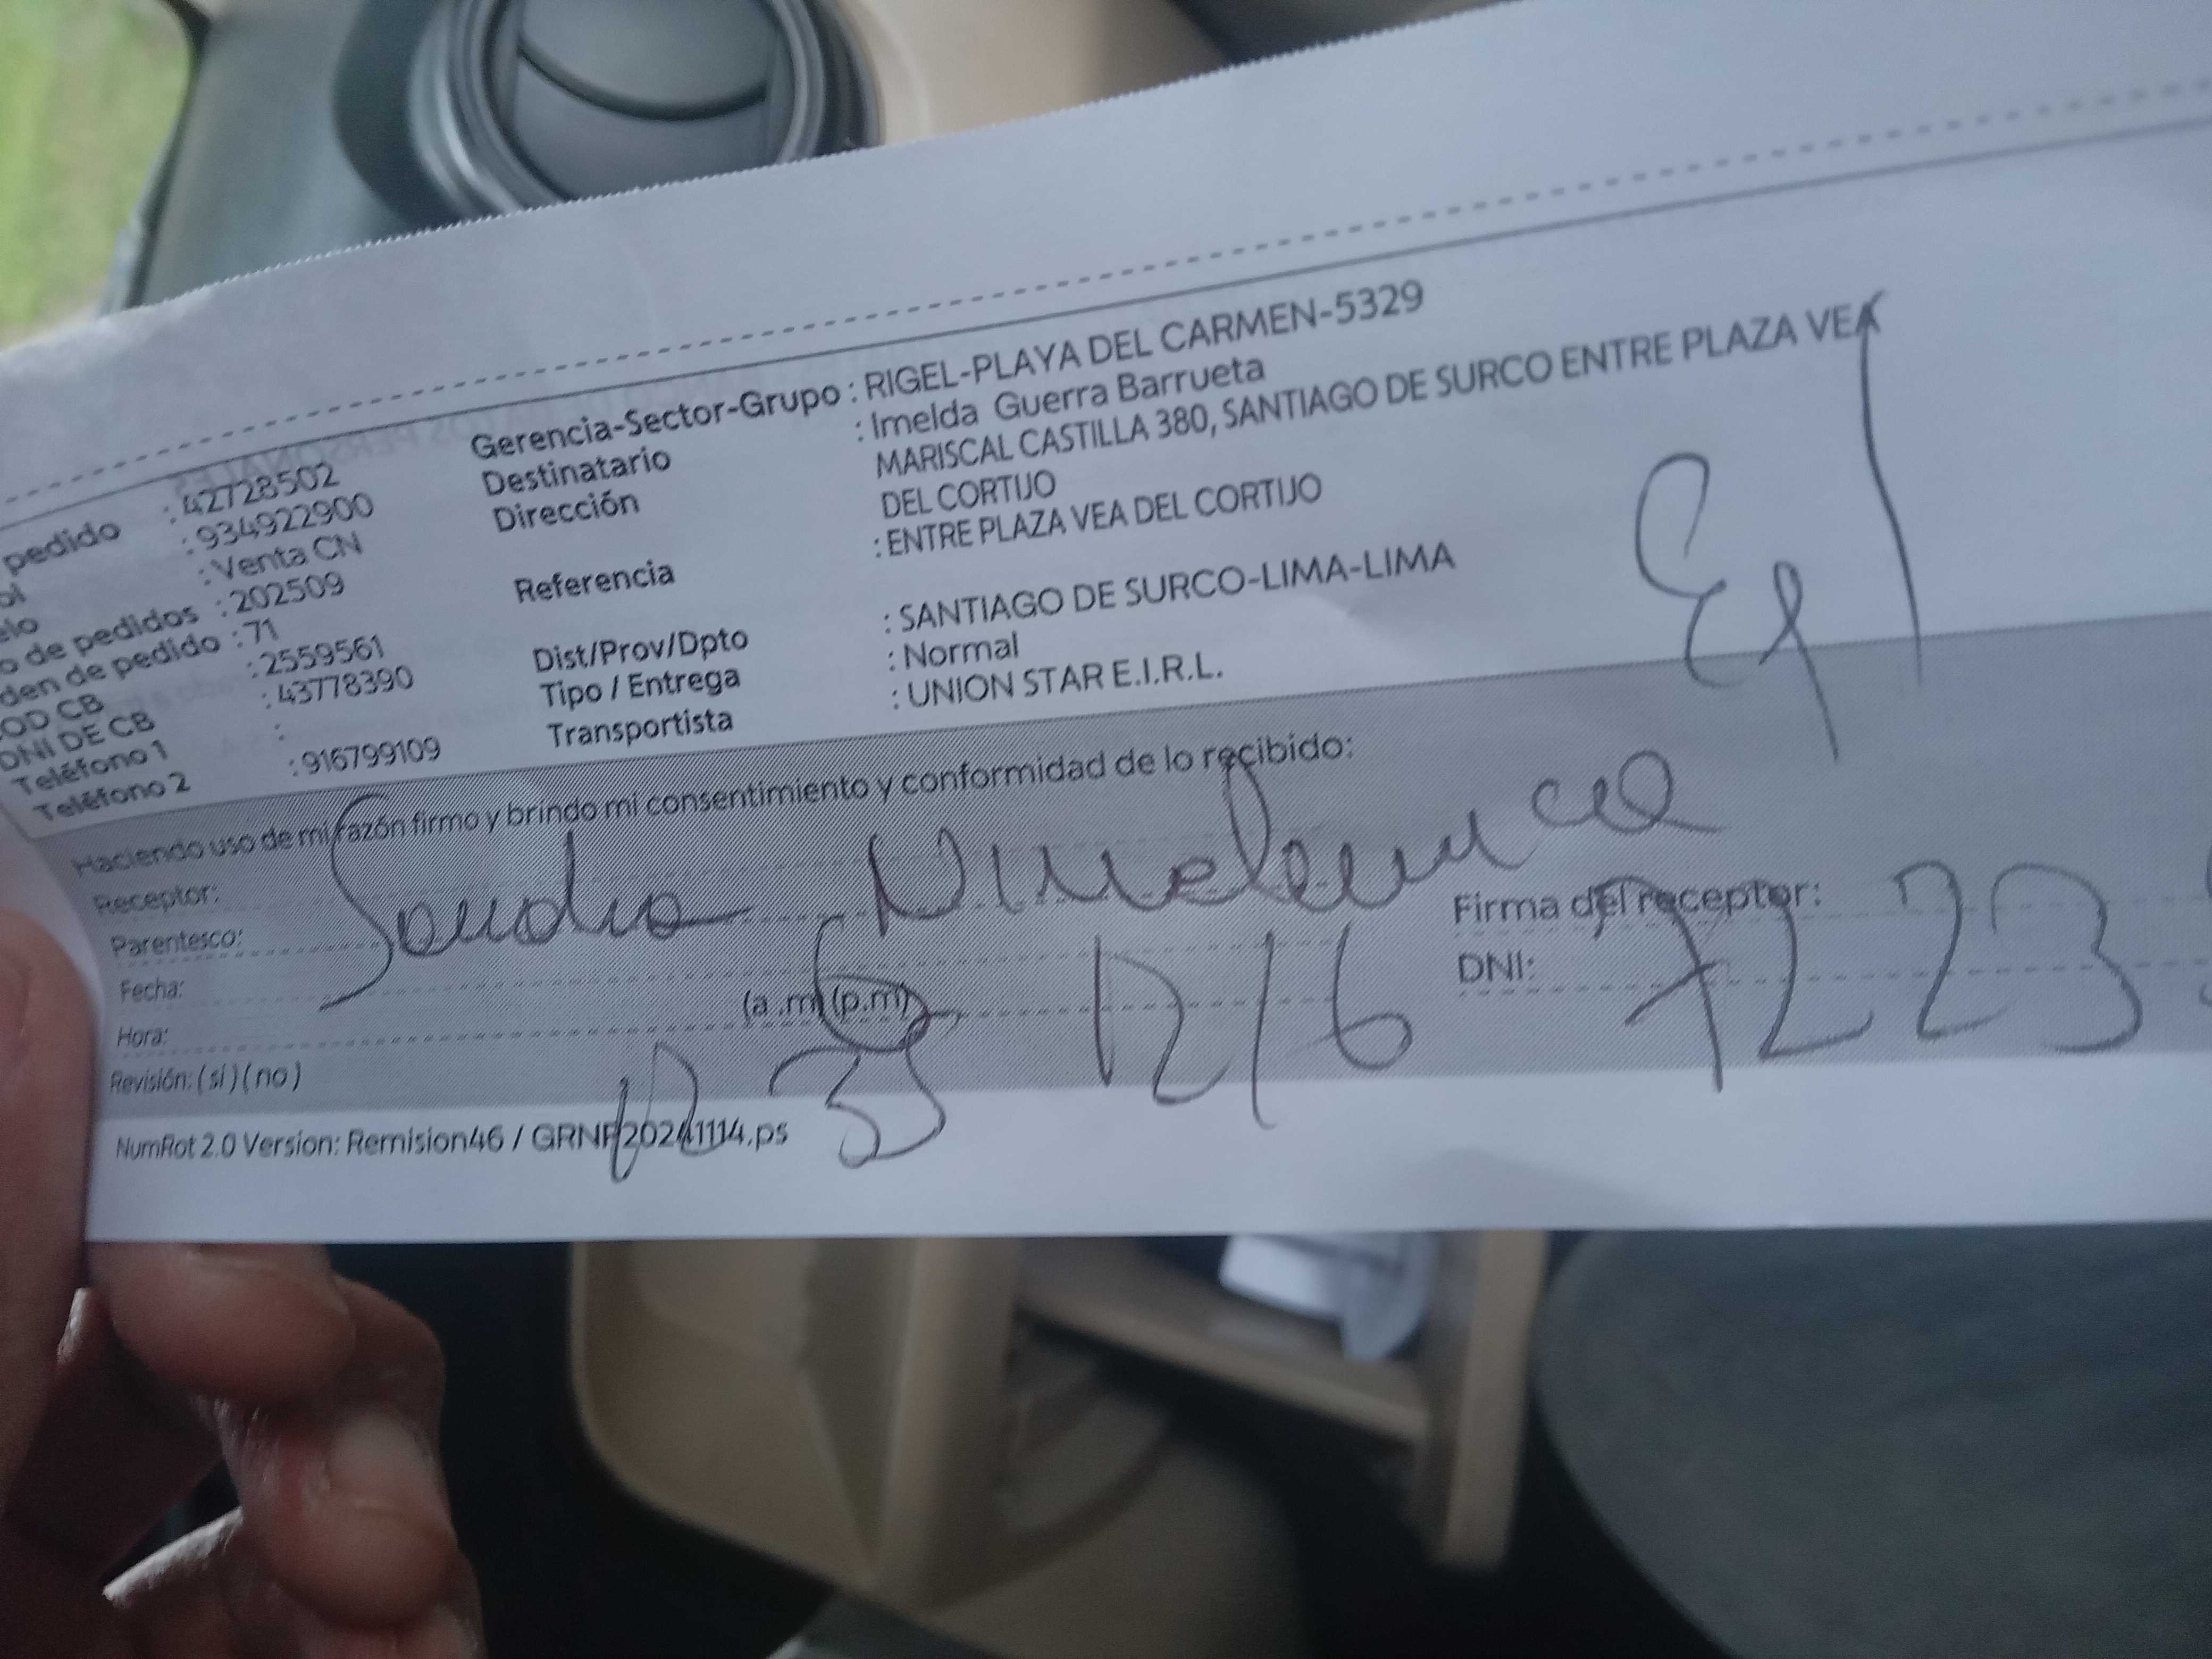 pedido : 42728502
: 934922900
: Venta CN
o de pedidos : 202509
den de pedido : 71
OD CB : 2559561
DNI DE CB : 43778390
Teléfono 1 :
Teléfono 2 : 916799109
Gerencia-Sector-Grupo : RIGEL-PLAYA DEL CARMEN-5329
Destinatario : Imelda Guerra Barrueta
Dirección MARISCAL CASTILLA 380, SANTIAGO DE SURCO ENTRE PLAZA VEA
DEL CORTIJO
Referencia : ENTRE PLAZA VEA DEL CORTIJO
Dist/Prov/Dpto : SANTIAGO DE SURCO-LIMA-LIMA
Tipo / Entrega : Normal
Transportista : UNION STAR E.I.R.L.
Haciendo uso de mi razón firmo y brindo mi consentimiento y conformidad de lo recibido:
Receptor: Sandra
Parentesco:
Firma del receptor:
Fecha: 12/6
DNI: 7223
Hora: (a.m) (p.m)
Revisión: (si) (no)
NumRot 2.0 Version: Remision46 / GRNF20241114.ps